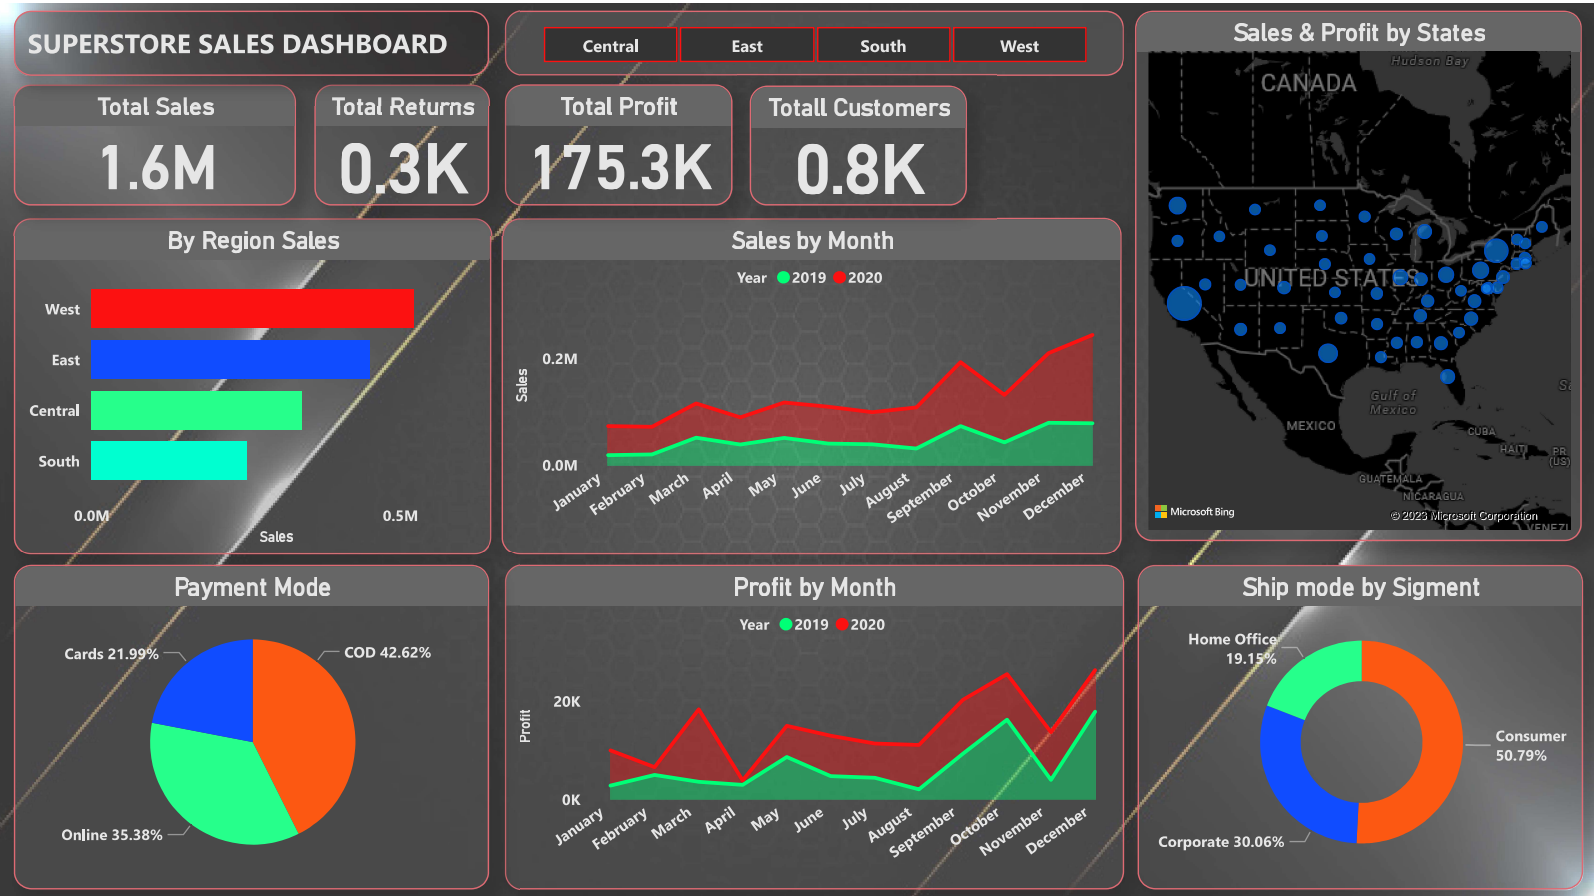 SUPERSTORE SALES DASHBOARD
Central
East
South
West
Total Sales
1.6M
Total Returns
0.3K
Total Profit
175.3K
Totall Customers
0.8K
Sales & Profit by States
Hudson Bay
CANADA
UNITED STATES
Gulf of
Mexico
MEXICO
CUBA
HAITI
PR
(US)
GUATEMALA
NICARAGUA
Microsoft Bing
© 2023 Microsoft Corporation
By Region Sales
West
East
Central
South
0.0M
0.5M
Sales
Sales by Month
Year 2019 2020
Sales
0.2M
0.0M
January
February
March
April
May
June
July
August
September
October
November
December
Payment Mode
Cards 21.99%
COD 42.62%
Online 35.38%
Profit by Month
Year 2019 2020
Profit
20K
0K
January
February
March
April
May
June
July
August
September
October
November
December
Ship mode by Sigment
Home Office
19.15%
Consumer
50.79%
Corporate 30.06%